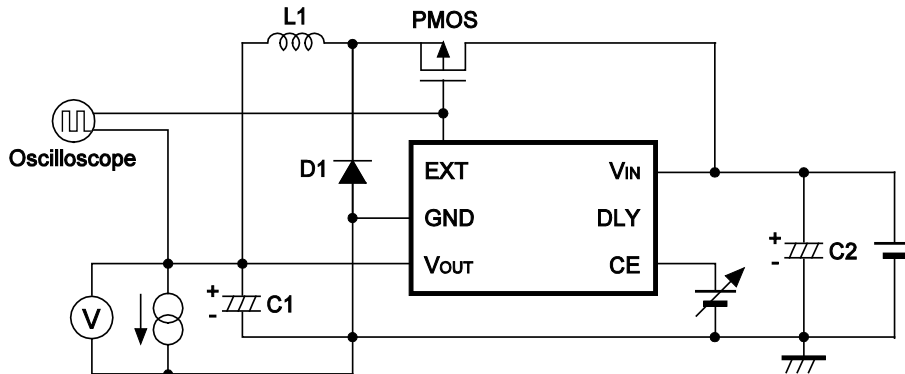 L1
PMOS
Oscilloscope
D1
EXT
VIN
GND
DLY
VOUT
CE
+
-
C2
V
+
-
C1